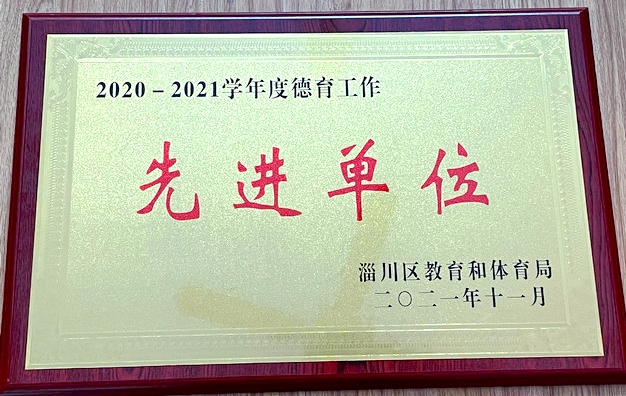 2020－2021学年度德育工作
先进单位
淄川区教育和体育局
二〇二一年十一月